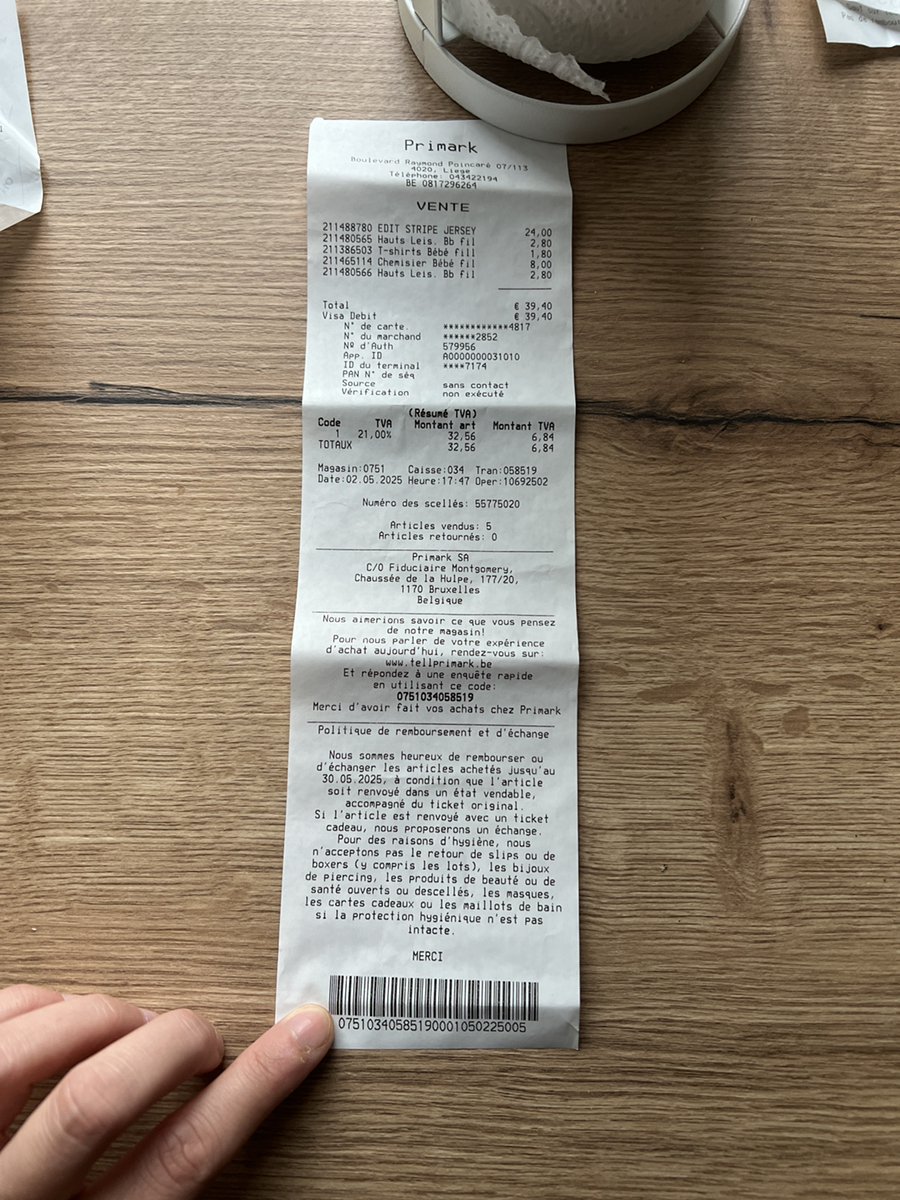 Primark
Boulevard Raymond Poincaré 07/113
4020, Liege
Téléphone: 043422194
BE 0817296264
VENTE
211488780 EDIT STRIPE JERSEY 24,00
211480565 Hauts Leis. Bb fil 2,80
211386503 T-shirts Bébé fill 1,80
211465114 Chemisier Bébé fil 8,00
211480566 Hauts Leis. Bb fil 2,80
Total € 39,40
Visa Debit € 39,40
N° de carte. ************4817
N° du marchand ******2852
Nº d'Auth 579956
App. ID A0000000031010
ID du terminal ****7174
PAN N° de séq
Source sans contact
Vérification non exécuté
(Résumé TVA)
Code TVA Montant art Montant TVA
1 21,00% 32,56 6,84
TOTAUX 32,56 6,84
Magasin:0751 Caisse:034 Tran:058519
Date:02.05.2025 Heure:17:47 Oper:10692502
Numéro des scellés: 55775020
Articles vendus: 5
Articles retournés: 0
Primark SA
C/O Fiduciaire Montgomery,
Chaussée de la Hulpe, 177/20,
1170 Bruxelles
Belgique
Nous aimerions savoir ce que vous pensez
de notre magasin!
Pour nous parler de votre expérience
d'achat aujourd'hui, rendez-vous sur:
www.tellprimark.be
Et répondez à une enquête rapide
en utilisant ce code:
0751034058519
Merci d'avoir fait vos achats chez Primark
Politique de remboursement et d'échange
Nous sommes heureux de rembourser ou
d'échanger les articles achetés jusqu'au
30.05.2025, à condition que l'article
soit renvoyé dans un état vendable,
accompagné du ticket original.
Si l'article est renvoyé avec un ticket
cadeau, nous proposerons un échange.
Pour des raisons d'hygiène, nous
n'acceptons pas le retour de slips ou de
boxers (y compris les lots), les bijoux
de piercing, les produits de beauté ou de
santé ouverts ou descellés, les masques,
les cartes cadeaux ou les maillots de bain
si la protection hygiénique n'est pas
intacte.
MERCI
07510340585190001050225005